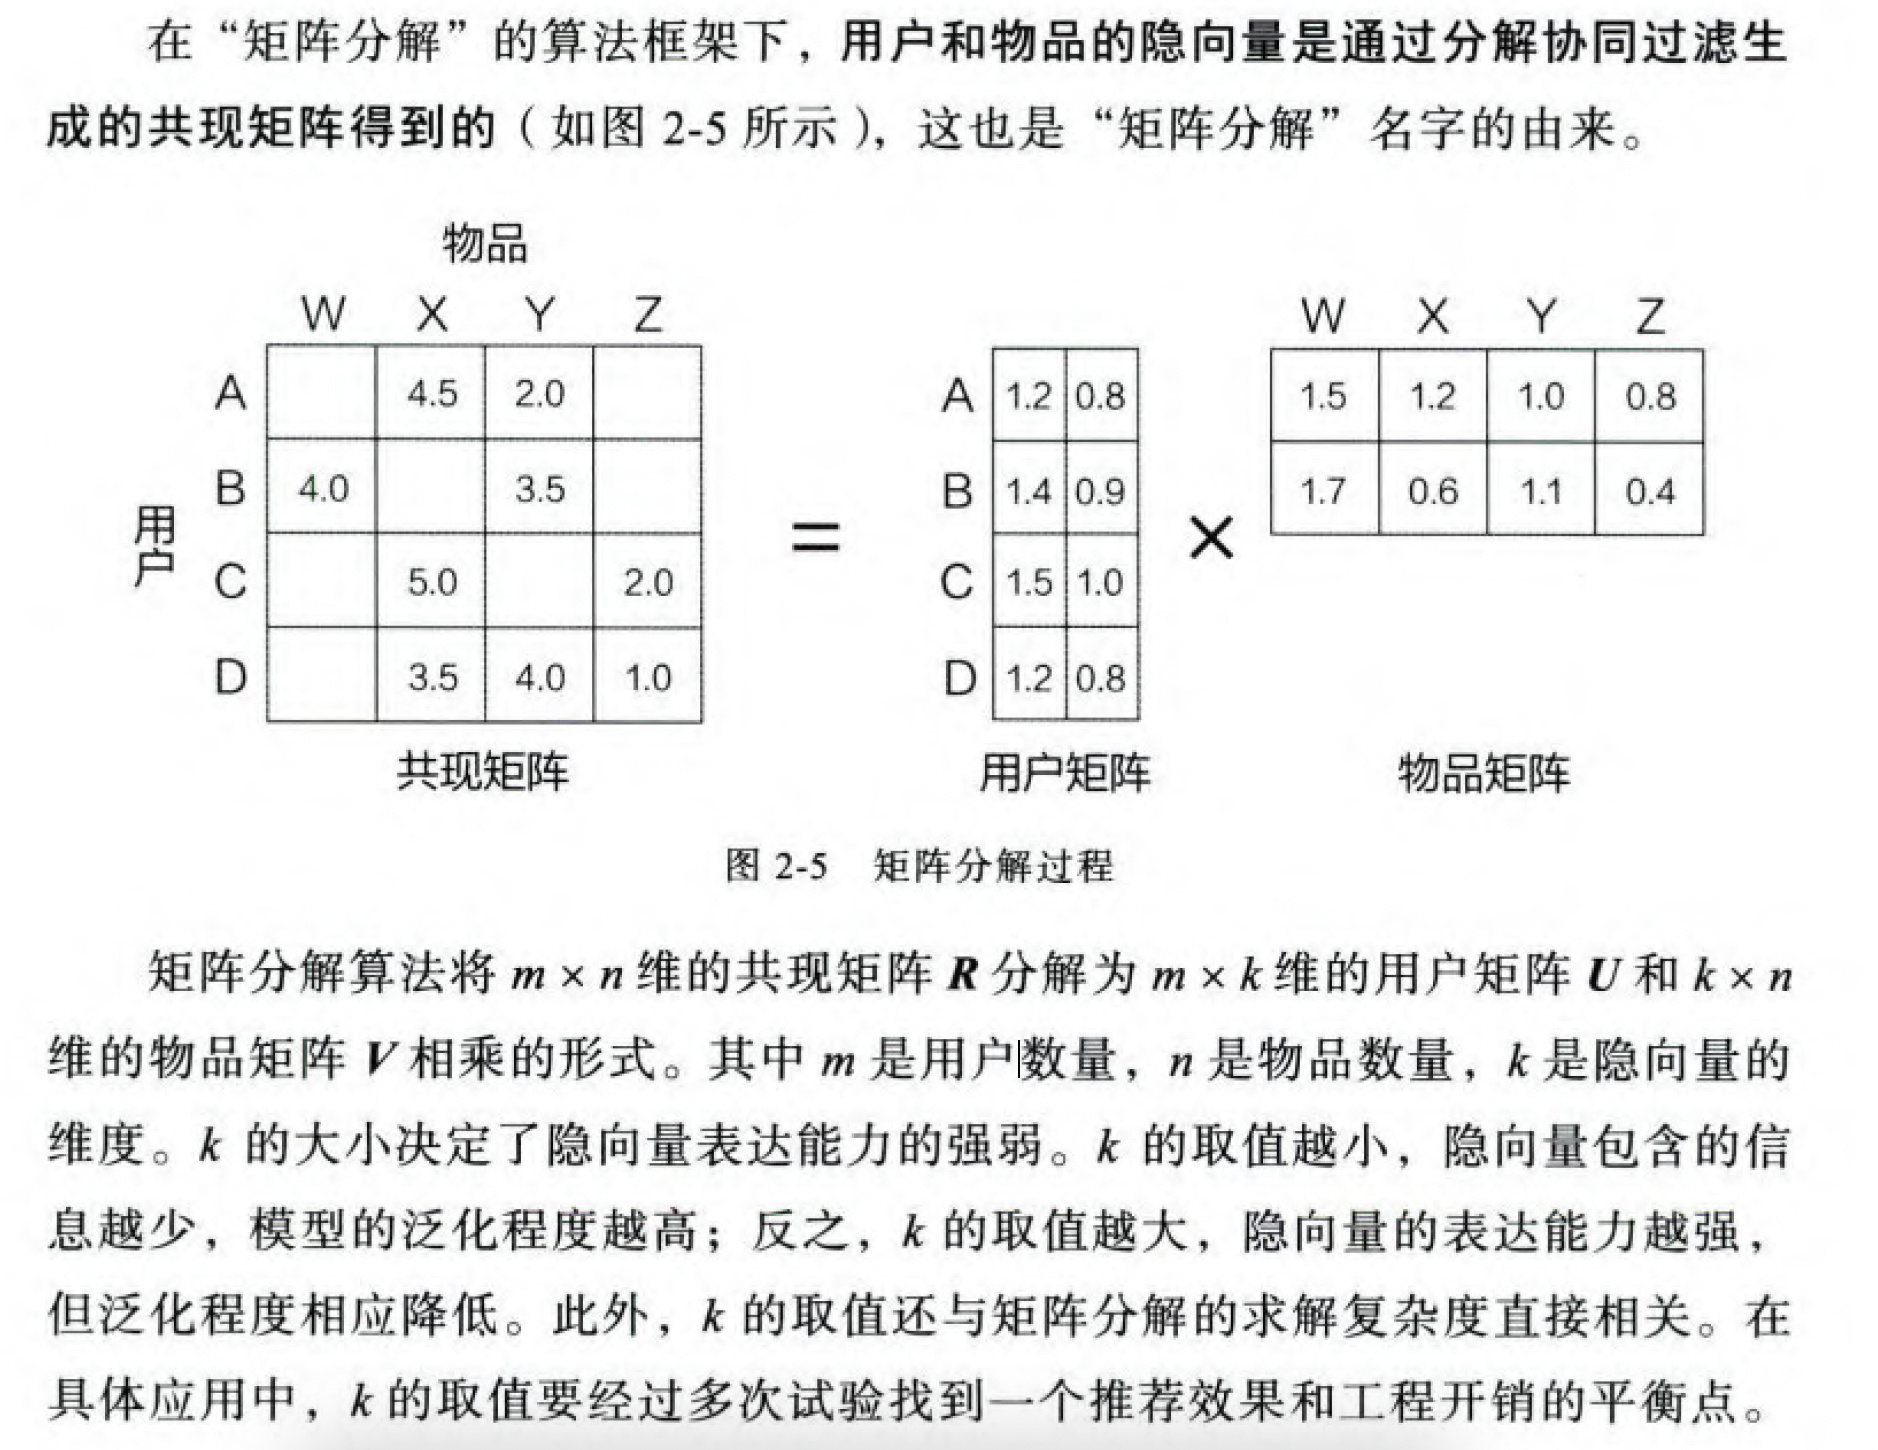 在“矩阵分解”的算法框架下，用户和物品的隐向量是通过分解协同过滤生
成的共现矩阵得到的（如图 2-5 所示），这也是“矩阵分解”名字的由来。
物品
W X Y Z
A 4.5 2.0
B 4.0 3.5
C 5.0 2.0
D 3.5 4.0 1.0
用户
共现矩阵
=
A 1.2 0.8
B 1.4 0.9
C 1.5 1.0
D 1.2 0.8
用户矩阵
×
W X Y Z
1.5 1.2 1.0 0.8
1.7 0.6 1.1 0.4
物品矩阵
图 2-5 矩阵分解过程
矩阵分解算法将 m × n 维的共现矩阵 R 分解为 m × k 维的用户矩阵 U 和 k × n
维的物品矩阵 V 相乘的形式。其中 m 是用户数量，n 是物品数量，k 是隐向量的
维度。k 的大小决定了隐向量表达能力的强弱。k 的取值越小，隐向量包含的信
息越少，模型的泛化程度越高；反之，k 的取值越大，隐向量的表达能力越强，
但泛化程度相应降低。此外，k 的取值还与矩阵分解的求解复杂度直接相关。在
具体应用中，k 的取值要经过多次试验找到一个推荐效果和工程开销的平衡点。